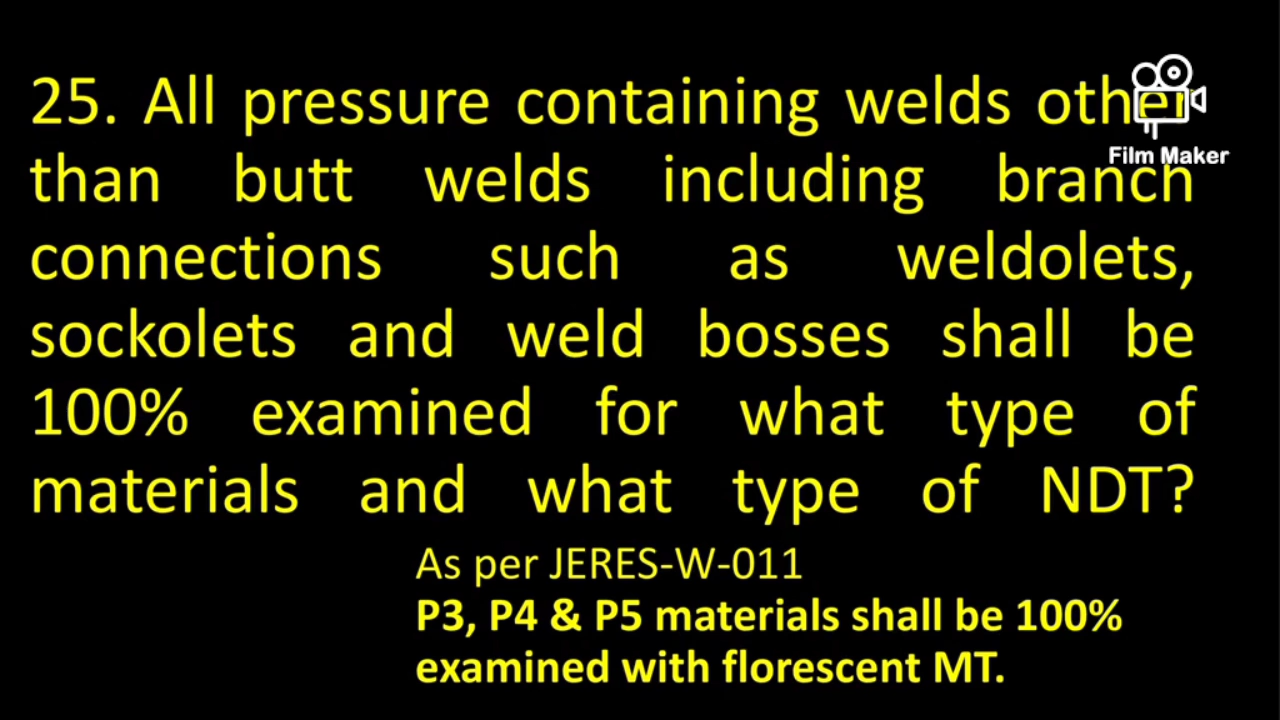 25. All pressure containing welds other
Film Maker
than butt welds including branch
connections such as weldolets,
sockolets and weld bosses shall be
100% examined for what type of
materials and what type of NDT?
As per JERES-W-011
P3, P4 & P5 materials shall be 100%
examined with florescent MT.